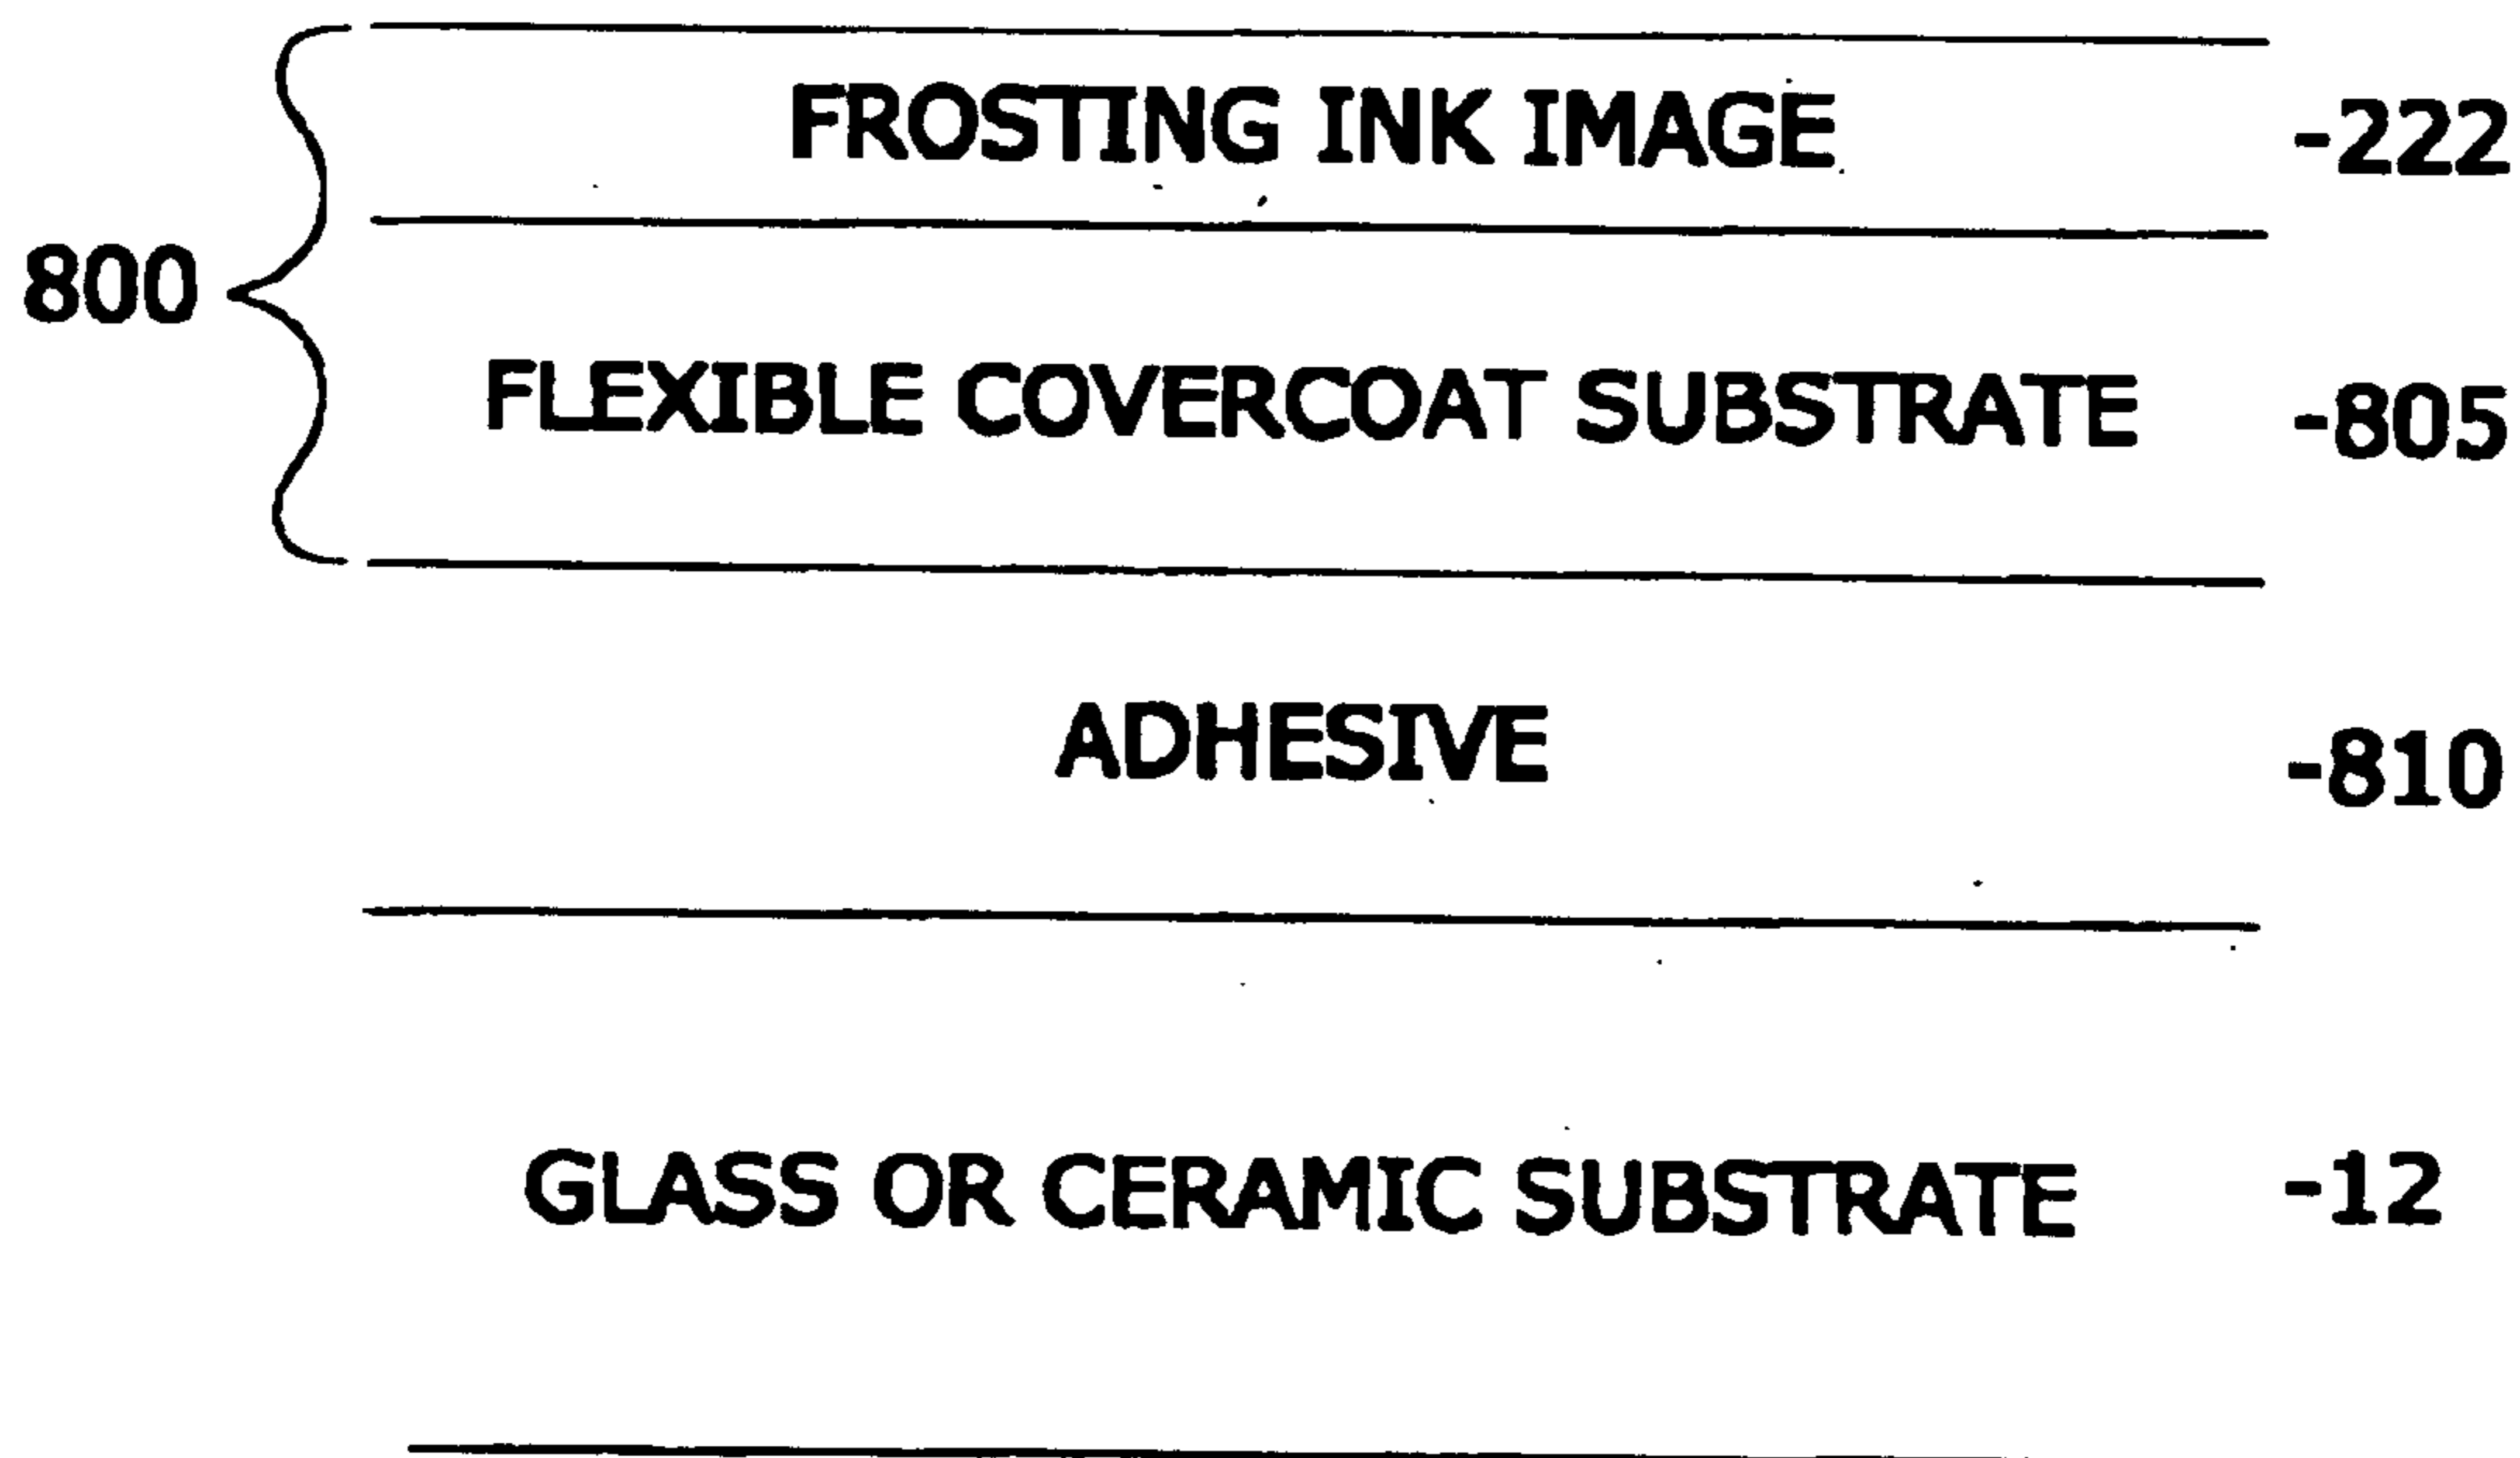 FROSTING INK IMAGE -222
800
FLEXIBLE COVERCOAT SUBSTRATE -805
ADHESIVE -810
GLASS OR CERAMIC SUBSTRATE -12